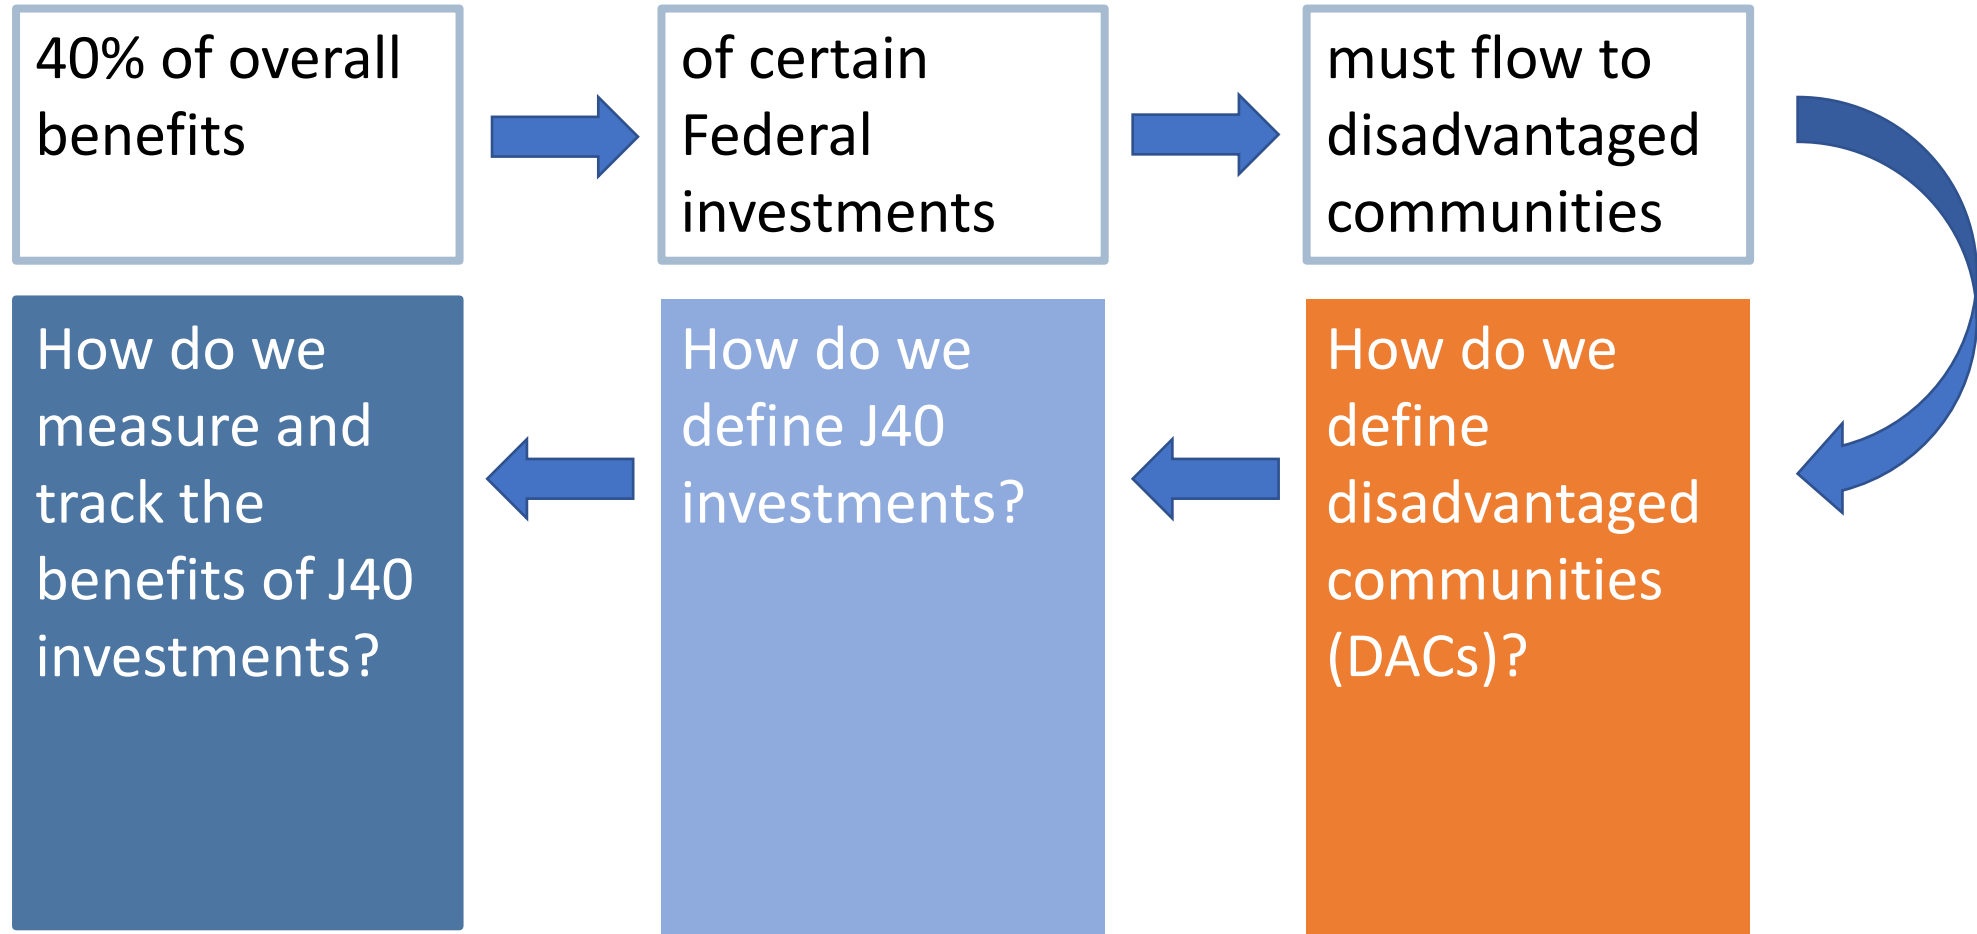 40% of overall
benefits
of certain
Federal
investments
must flow to
disadvantaged
communities
How do we
define
disadvantaged
communities
(DACs)?
How do we
define J40
investments?
How do we
measure and
track the
benefits of J40
investments?